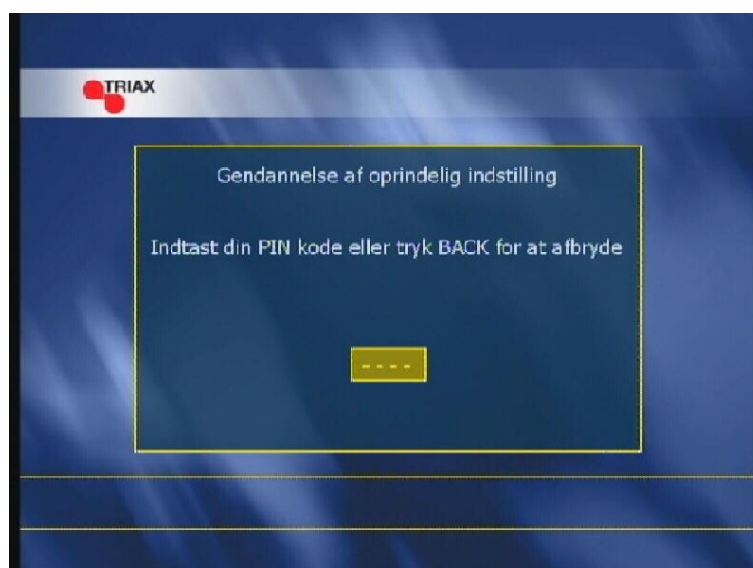 TRIAX
Gendannelse af oprindelig indstilling
Indtast din PIN kode eller tryk BACK for at afbryde
- - - -